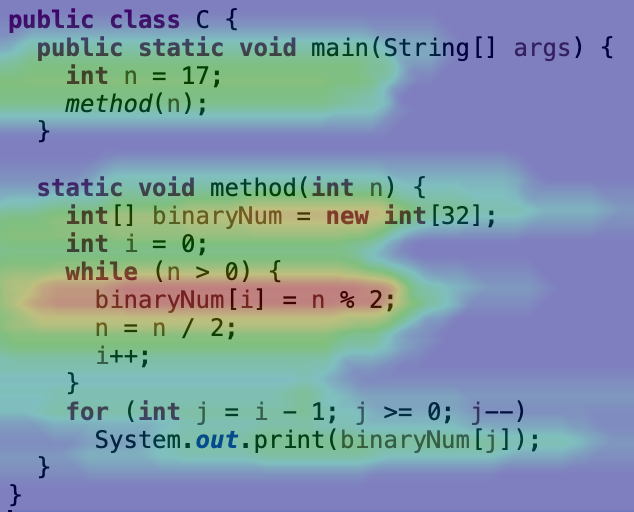 public class C {
public static void main(String[] args) {
int n = 17;
method(n);
}
static void method(int n) {
int[] binaryNum = new int[32];
int i = 0;
while (n > 0) {
binaryNum[i] = n % 2;
n = n / 2;
i++;
}
for (int j = i - 1; j >= 0; j--)
System.out.print(binaryNum[j]);
}
}